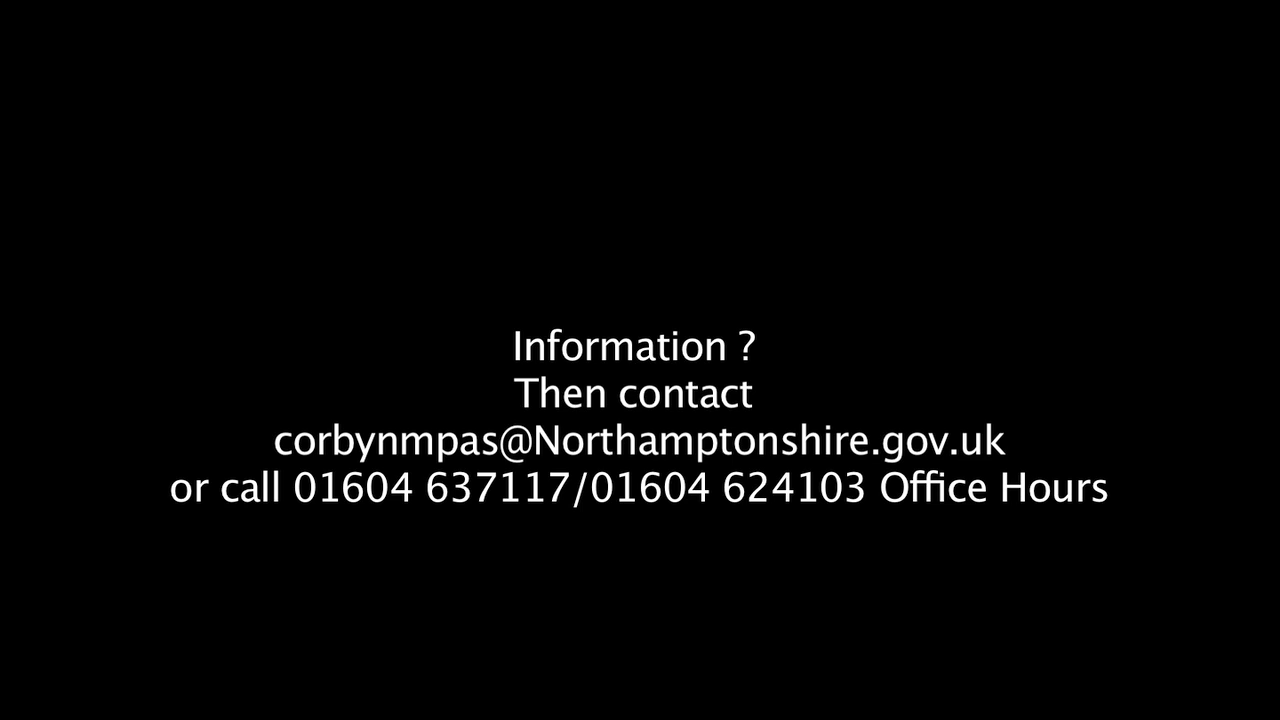 Information ?
Then contact
corbynmpas@Northamptonshire.gov.uk
or call 01604 637117/01604 624103 Office Hours